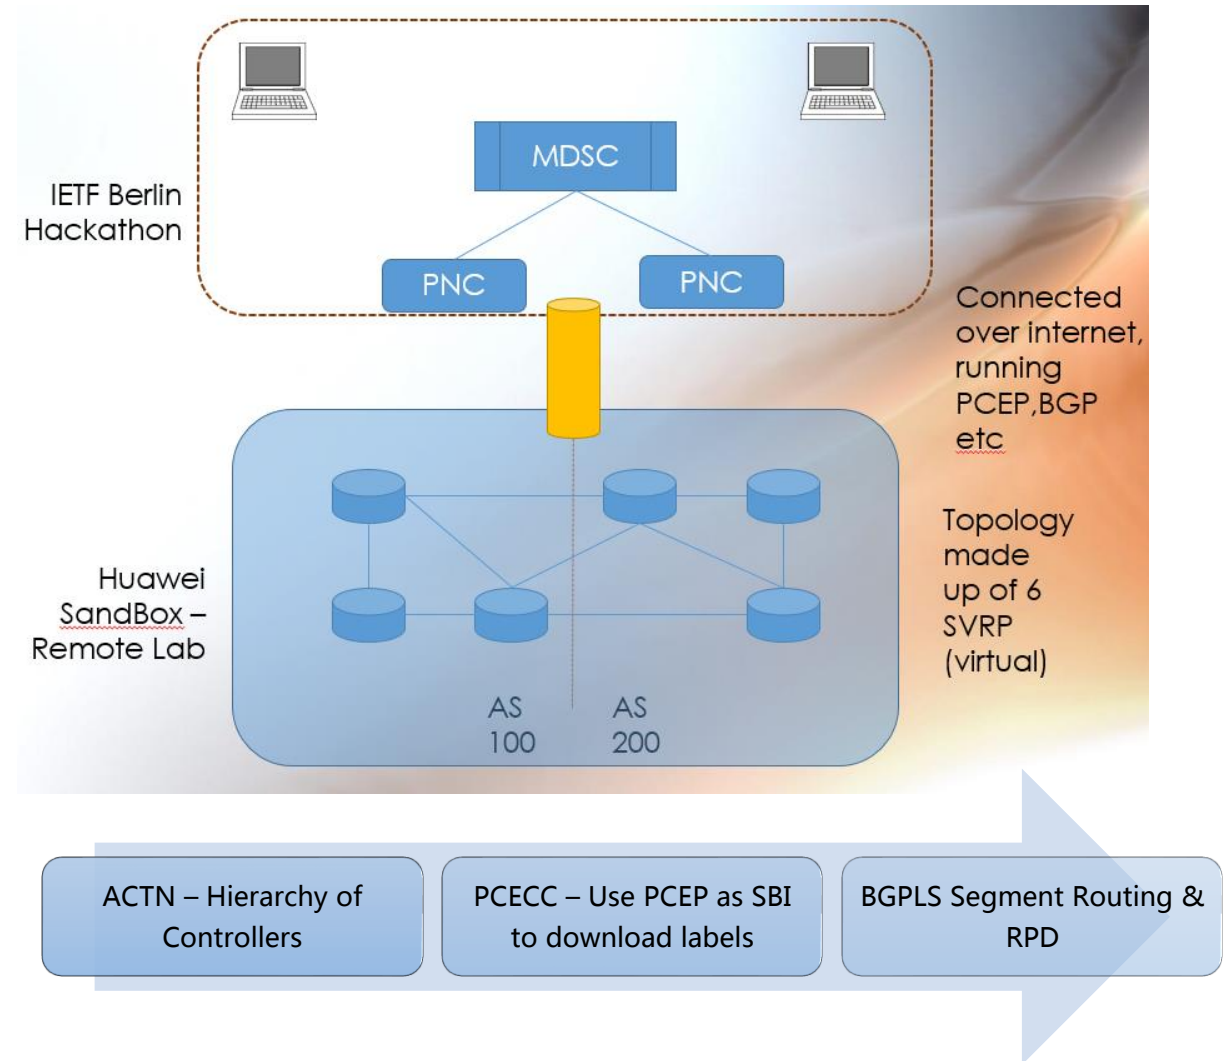 MDSC
IETF Berlin
Hackathon
PNC
PNC
Connected
over internet,
running
PCEP,BGP
etc
Topology
made
up of 6
SVRP
(virtual)
Huawei
SandBox –
Remote Lab
AS
100
AS
200
ACTN – Hierarchy of
Controllers
PCECC – Use PCEP as SBI
to download labels
BGPLS Segment Routing &
RPD